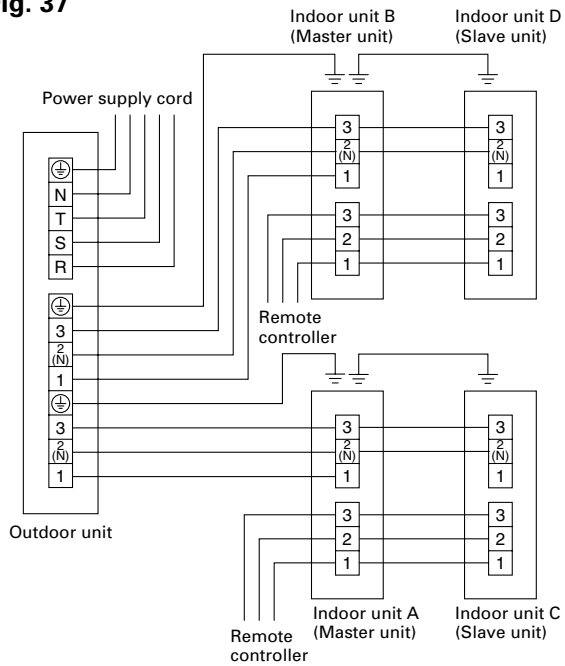 ig. 37
Indoor unit B
(Master unit)
Indoor unit D
(Slave unit)
Power supply cord
N
T
S
R
3
2
(N)
1
3
2
(N)
1
Outdoor unit
3
2
(N)
1
3
2
1
3
2
(N)
1
3
2
1
Remote
controller
3
2
(N)
1
3
2
1
3
2
(N)
1
3
2
1
Remote
controller
Indoor unit A
(Master unit)
Indoor unit C
(Slave unit)